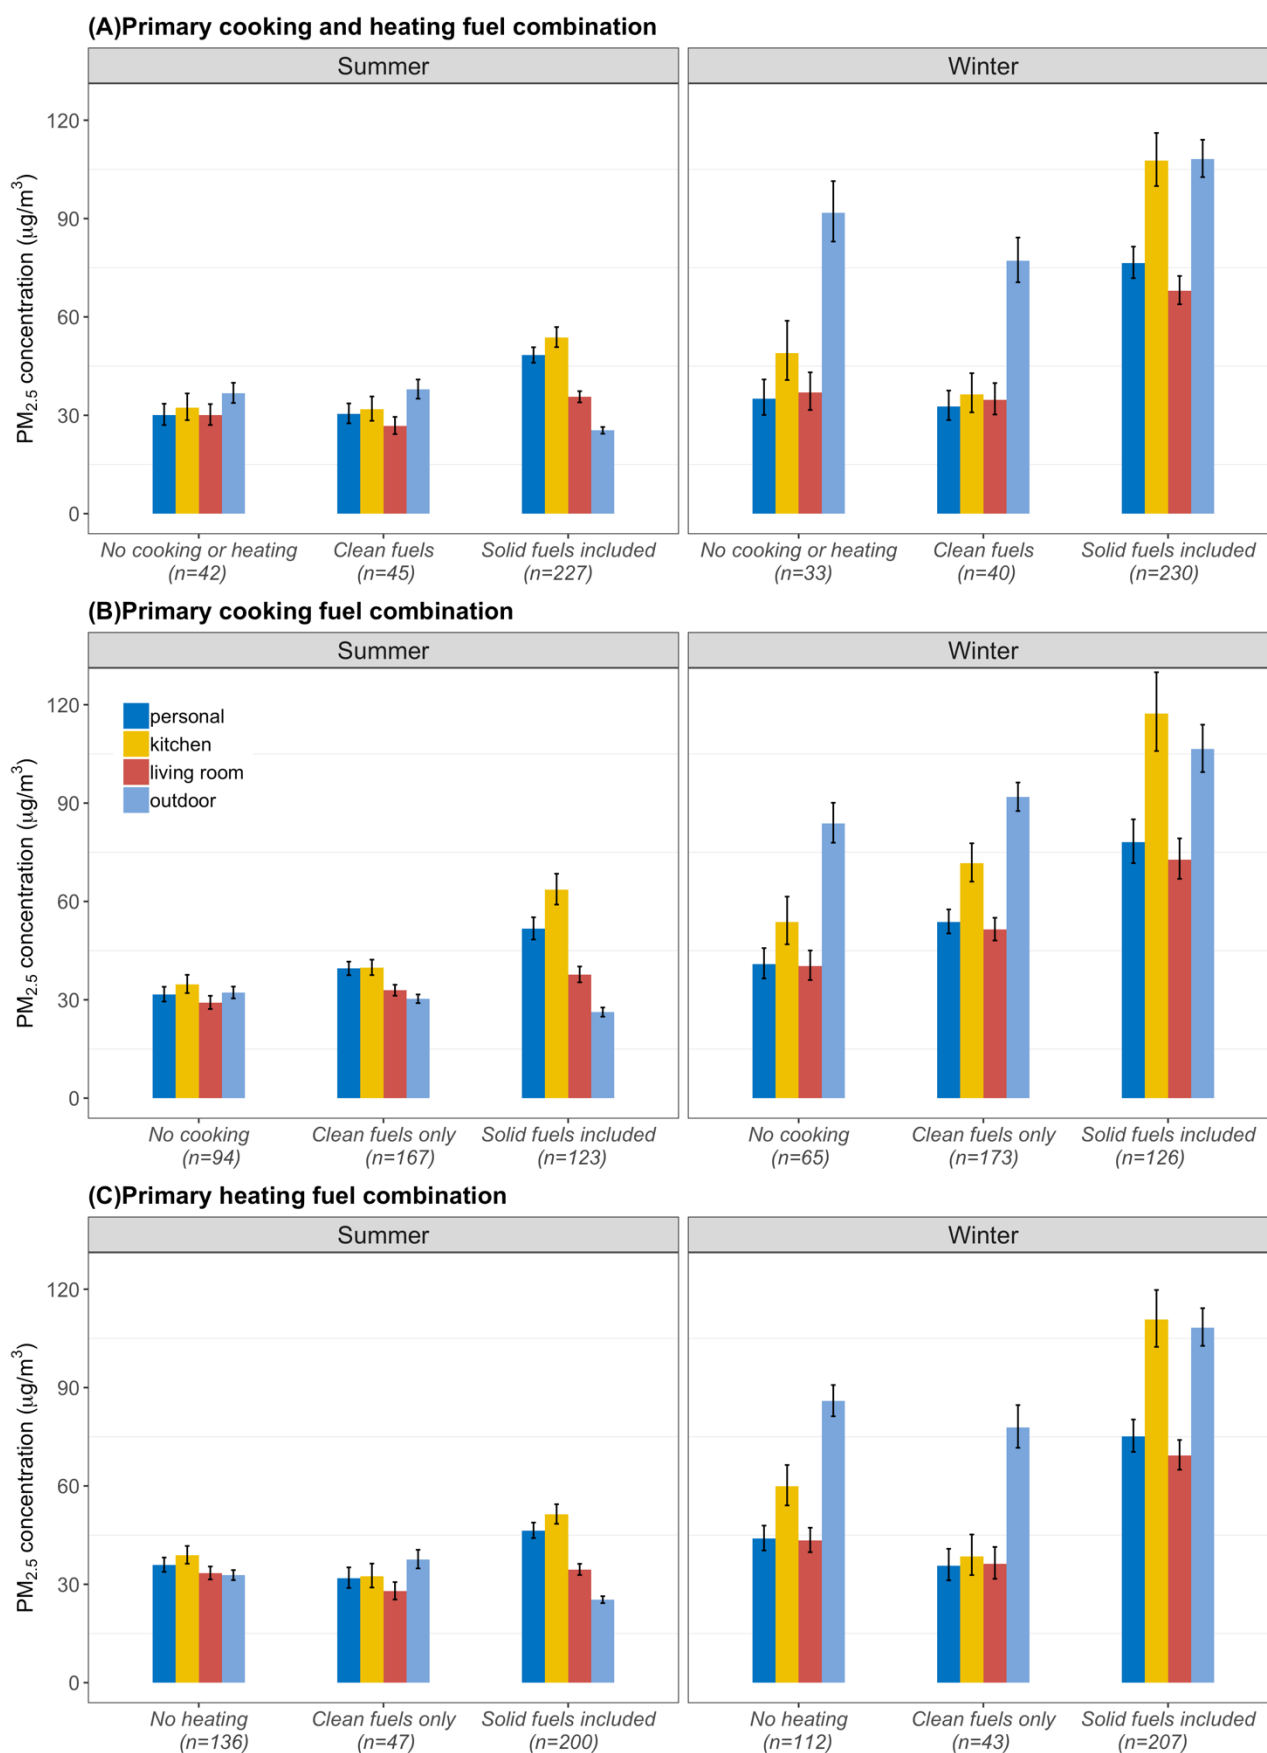 (A)Primary cooking and heating fuel combination
Summer
Winter
PM2.5 concentration (μg/m3)
120
90
60
30
0
No cooking or heating
(n=42)
Clean fuels
(n=45)
Solid fuels included
(n=227)
No cooking or heating
(n=33)
Clean fuels
(n=40)
Solid fuels included
(n=230)
(B)Primary cooking fuel combination
Summer
Winter
PM2.5 concentration (μg/m3)
120
90
60
30
0
personal
kitchen
living room
outdoor
No cooking
(n=94)
Clean fuels only
(n=167)
Solid fuels included
(n=123)
No cooking
(n=65)
Clean fuels only
(n=173)
Solid fuels included
(n=126)
(C)Primary heating fuel combination
Summer
Winter
PM2.5 concentration (μg/m3)
120
90
60
30
0
No heating
(n=136)
Clean fuels only
(n=47)
Solid fuels included
(n=200)
No heating
(n=112)
Clean fuels only
(n=43)
Solid fuels included
(n=207)